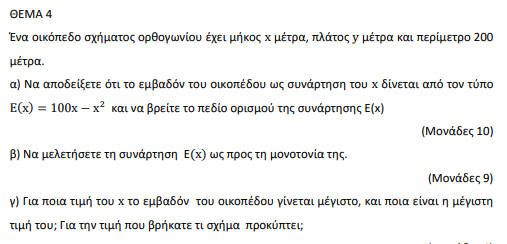 ΘΕΜΑ 4
Ένα οικόπεδο σχήματος ορθογωνίου έχει μήκος x μέτρα, πλάτος y μέτρα και περίμετρο 200
μέτρα.
α) Να αποδείξετε ότι το εμβαδόν του οικοπέδου ως συνάρτηση του x δίνεται από τον τύπο
E(x) = 100x − x² και να βρείτε το πεδίο ορισμού της συνάρτησης E(x)
(Μονάδες 10)
β) Να μελετήσετε τη συνάρτηση E(x) ως προς τη μονοτονία της.
(Μονάδες 9)
γ) Για ποια τιμή του x το εμβαδόν του οικοπέδου γίνεται μέγιστο, και ποια είναι η μέγιστη
τιμή του; Για την τιμή που βρήκατε τι σχήμα προκύπτει;